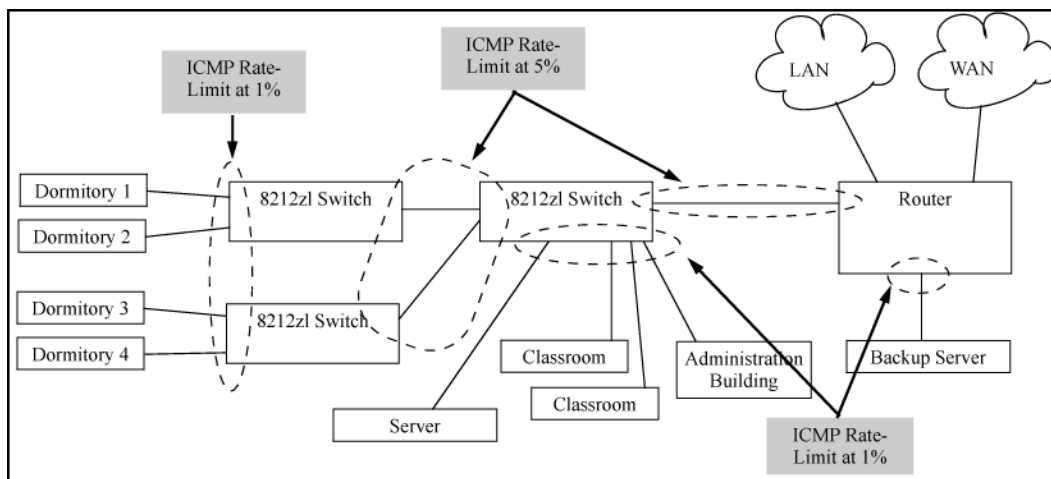 ICMP Rate-
Limit at 1%
ICMP Rate-
Limit at 5%
LAN
WAN
Dormitory 1
Dormitory 2
8212zl Switch
8212zl Switch
Router
Dormitory 3
Dormitory 4
8212zl Switch
Classroom
Classroom
Administration
Building
Backup Server
Server
ICMP Rate-
Limit at 1%